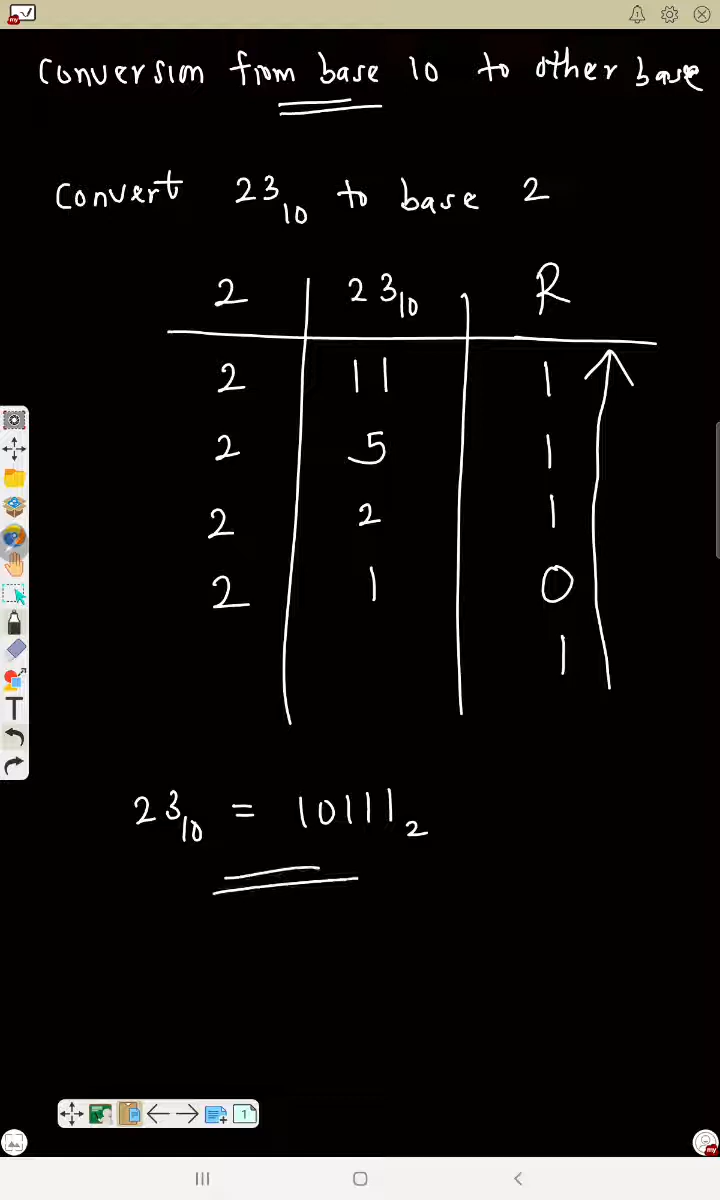 Conversion from base 10 to other base
Convert 23₁₀ to base 2
2 23₁₀ R
2 11 1
2 5 1
2 2 1
2 1 0
1
23₁₀ = 10111₂
T
1